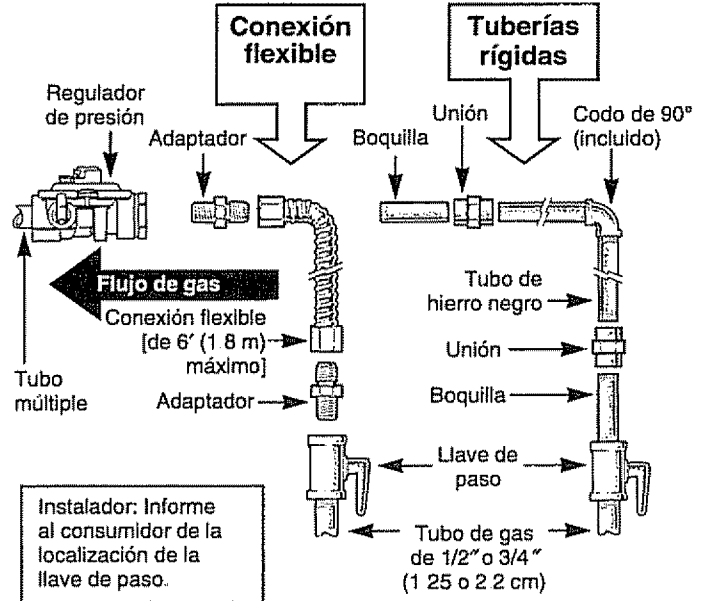 Conexión
flexible
Tuberías
rígidas
Regulador
de presión
Adaptador
Boquilla
Unión
Codo de 90°
(incluido)
Flujo de gas
Conexión flexible
[de 6′ (1.8 m)
máximo]
Tubo
múltiple
Adaptador
Tubo de
hierro negro
Unión
Boquilla
Llave de
paso
Tubo de gas
de 1/2″ o 3/4″
(1 25 o 2 2 cm)
Instalador: Informe
al consumidor de la
localización de la
llave de paso.